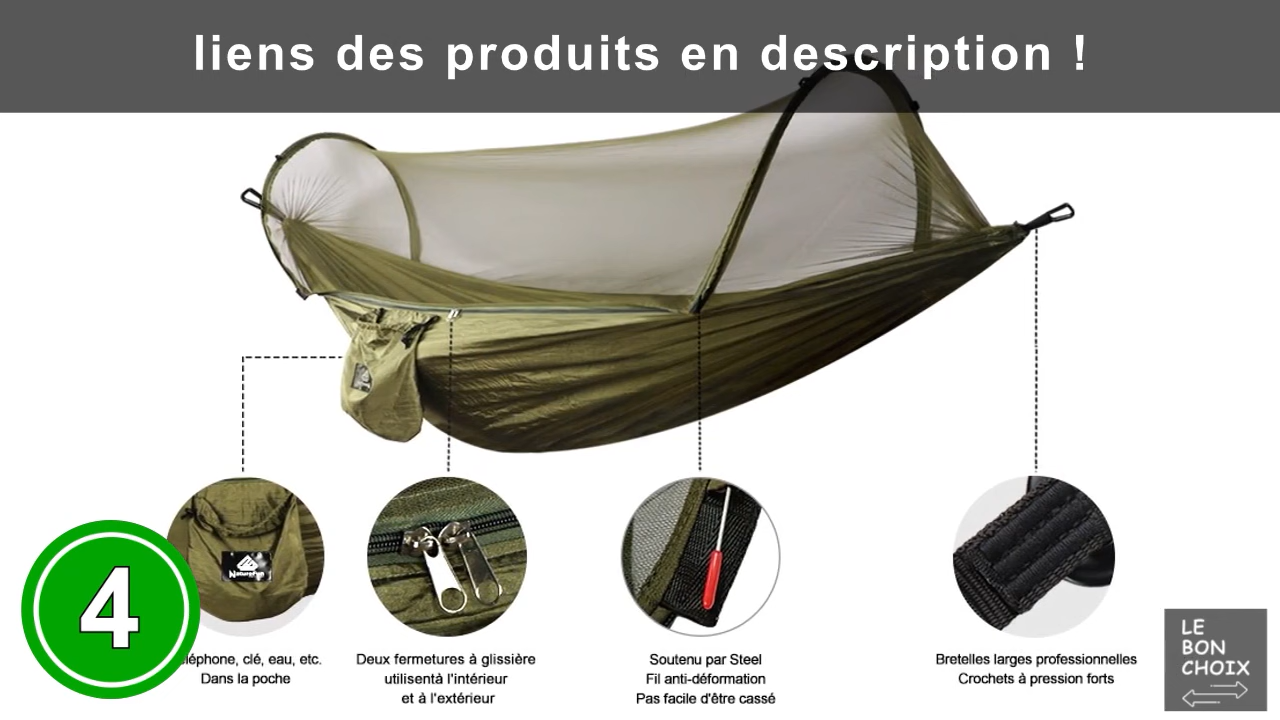 liens des produits en description !
NatureFun
4
léphone, clé, eau, etc.
Dans la poche
Deux fermetures à glissière
utilisentà l'intérieur
et à l'extérieur
Soutenu par Steel
Fil anti-déformation
Pas facile d'être cassé
Bretelles larges professionnelles
Crochets à pression forts
LE
BON
CHOIX